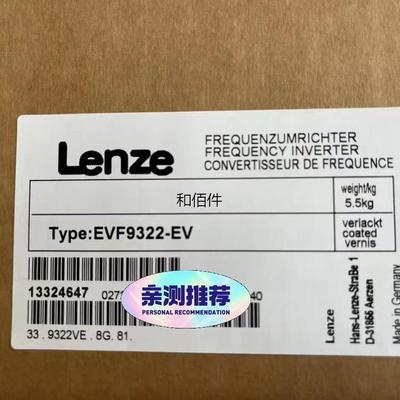 Lenze
FREQUENZUMRICHTER
FREQUENCY INVERTER
CONVERTISSEUR DE FREQUENCE
weight/kg
5.5kg
和佰件
Type:EVF9322-EV
verlackt
coated
vernis
13324647
亲测推荐
PERSONAL RECOMMENDATION
33 . 9322VE . 8G. 81.
Lenze
Hans-Lenze-Straße 1
D-31855 Aerzen
Made in Germany